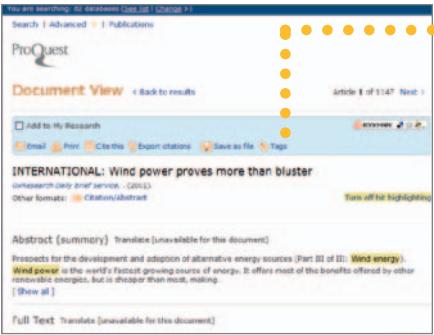 You are searching: 82 databases (See list | Change >)
Search | Advanced | Publications
ProQuest
Document View < Back to results
Article 1 of 1147 Next >
Add to My Research
Email Print Cite this Export citations Save as file Tags
INTERNATIONAL: Wind power proves more than bluster
OxResearch Daily Brief Service, . (2001).
Other formats: Citation/Abstract
Turn off hit highlighting
Abstract (summary) Translate [unavailable for this document]
Prospects for the development and adoption of alternative energy sources (Part III of III: Wind energy).
Wind power is the world's fastest growing source of energy. It offers most of the benefits offered by other
renewable energies, but is cheaper than most, making.
[ Show all ]
Full Text Translate [unavailable for this document]